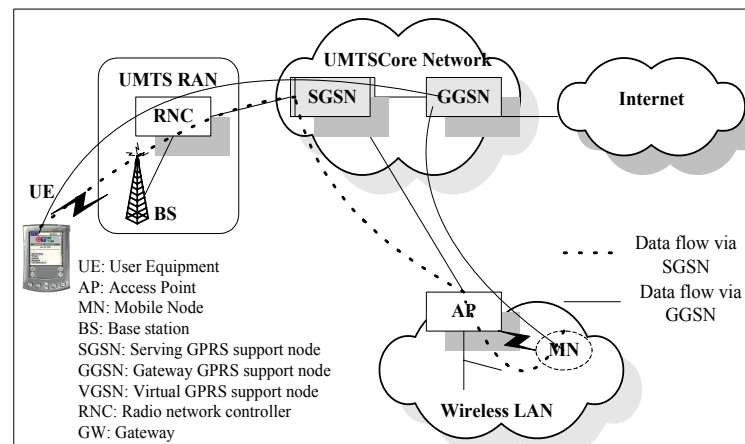 UMTSCore Network
UMTS RAN
SGSN
GGSN
Internet
RNC
UE
BS
UE: User Equipment
AP: Access Point
MN: Mobile Node
BS: Base station
SGSN: Serving GPRS support node
GGSN: Gateway GPRS support node
VGSN: Virtual GPRS support node
RNC: Radio network controller
GW: Gateway
Data flow via
SGSN
Data flow via
GGSN
AP
MN
Wireless LAN